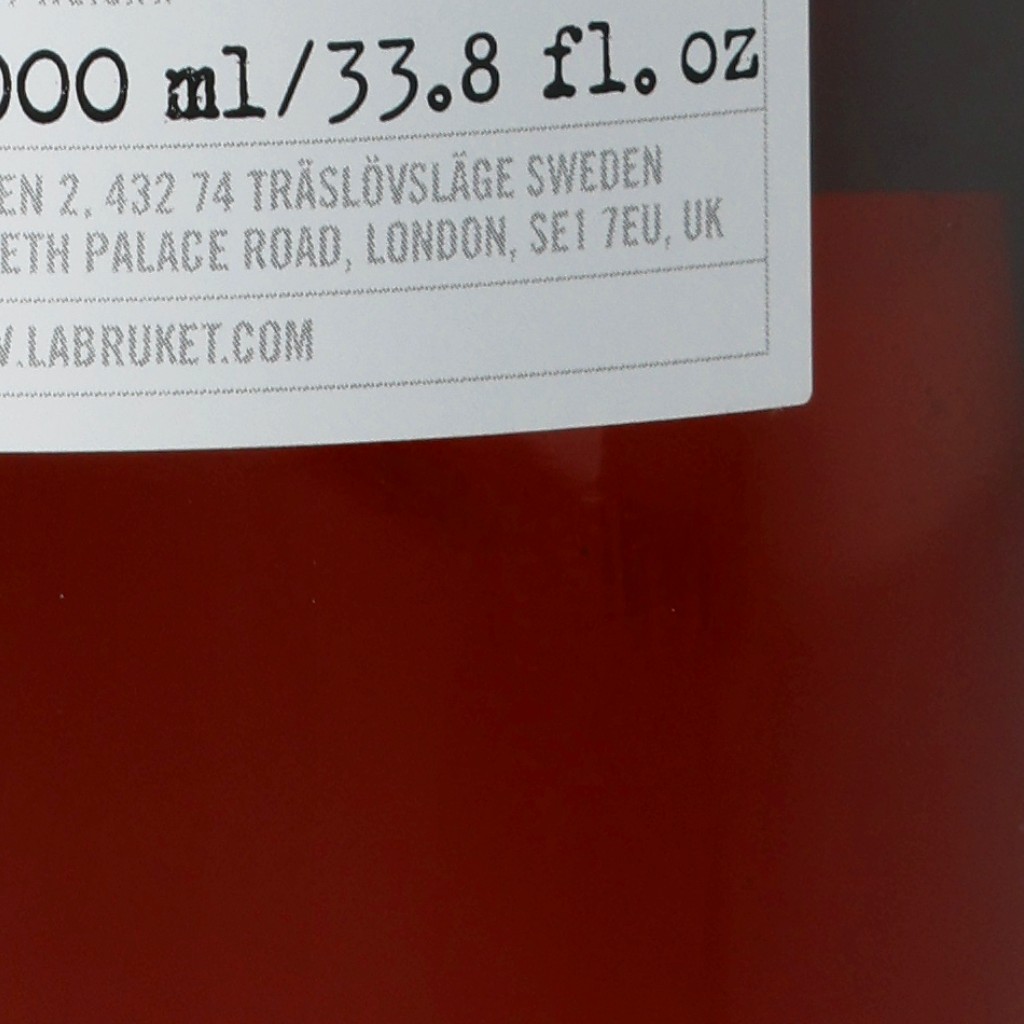 00 ml/33.8 fl. oz
EN 2, 432 74 TRÄSLÖVSLÄGE SWEDEN
ETH PALACE ROAD, LONDON, SE1 7EU, UK
.LABRUKET.COM